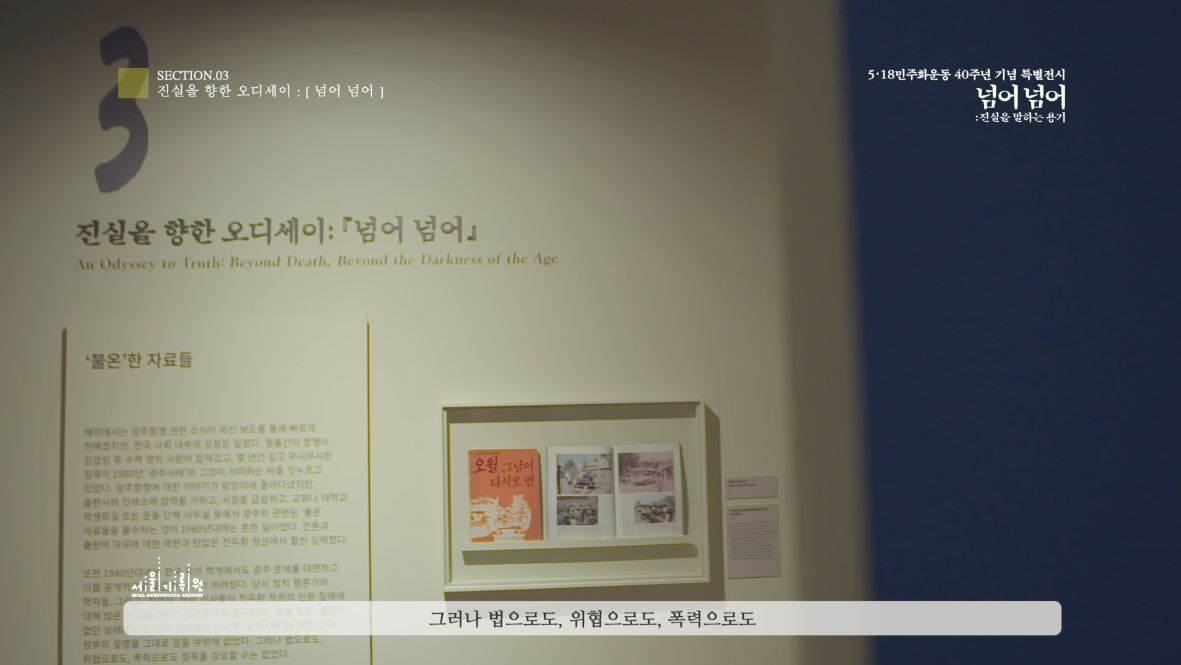 3
SECTION.03
진실을 향한 오디세이 : [ 넘어 넘어 ]
5·18민주화운동 40주년 기념 특별전시
넘어 넘어
:진실을 말하는 용기
진실을 향한 오디세이:『넘어 넘어』
An Odyssey to Truth: Beyond Death, Beyond the Darkness of the Age
‘불온’한 자료들
해외에서는 광주항쟁 관련 소식이 외신 보도를 통해 빠르게
전해졌지만, 한국 사회 내부의 상황은 달랐다. 열흘간의 항쟁이
진압된 후 수백 명의 사람이 잡혀갔고, 몇 년간 깊고 무시무시한
침묵이 1980년 ‘광주사태’와 그것이 의미하는 바를 짓누르고
있었다. 광주항쟁에 대한 이야기가 암암리에 돌아다녔지만,
출판사와 인쇄소에 압력을 가하고, 서점을 급습하고, 교회나 대학교
학생회실 또는 운동 단체 사무실 등에서 광주와 관련된 ‘불온’
자료들을 몰수하는 것이 1980년대에는 흔한 일이었다. 언론과
출판의 자유에 대한 제한과 탄압은 전두환 정권에서 훨씬 심해졌다.
또한 1980년대에 한국 학계에서도 광주 문제를 대면하고
이를 공개적 어려웠다. 당시 정치 평론가와
학자들, 전두환 정권의 인권 침해에
대해 많은
없던 상태
정부의 설명을 그대로 믿을 수밖에 없었다. 그러나 법으로도,
위협으로도, 폭력으로도 침묵을 강요할 수는 없었다.
오월 그날이
다시오면
서울기록원
SEOUL METROPOLITAN ARCHIVES
그러나 법으로도, 위협으로도, 폭력으로도